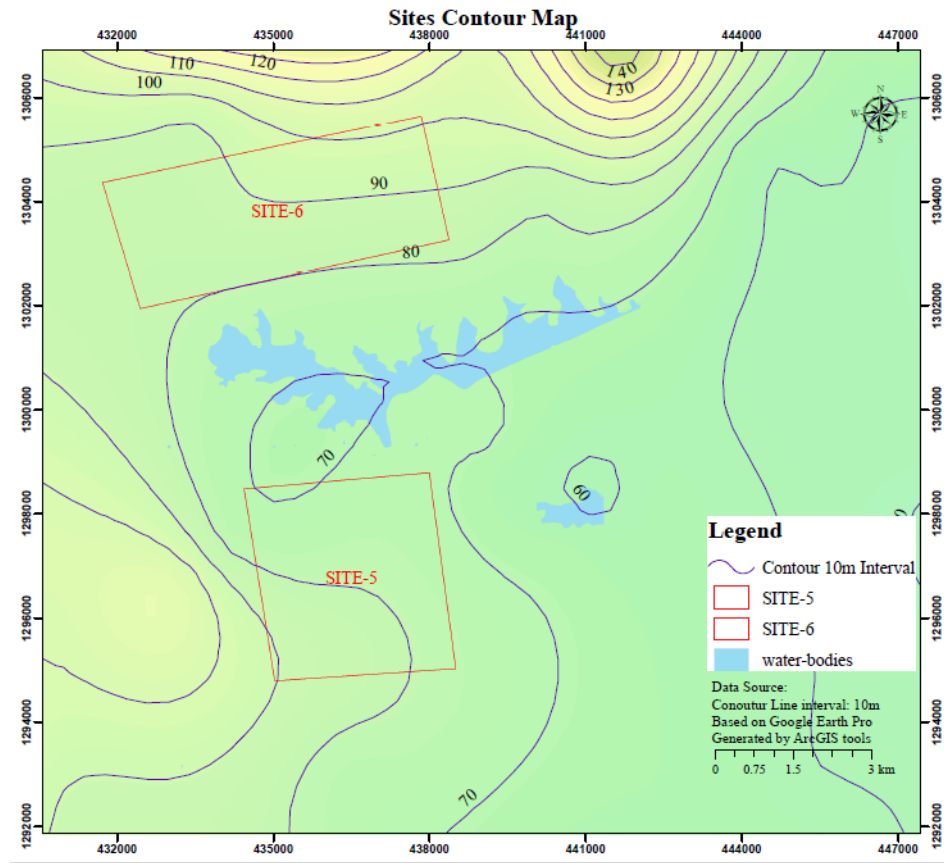 Sites Contour Map
432000 435000 438000 441000 444000 447000
1306000 1306000
1304000 1304000
1302000 1302000
1300000 1300000
1298000 1298000
1296000 1296000
1294000 1294000
1292000 1292000
N
W E
S
110
120
100
140
130
90
SITE-6
80
70
60
SITE-5
70
Legend
Contour 10m Interval
SITE-5
SITE-6
water-bodies
Data Source:
Conoutur Line interval: 10m
Based on Google Earth Pro
Generated by ArcGIS tools
0 0.75 1.5 3 km
432000 435000 438000 441000 444000 447000